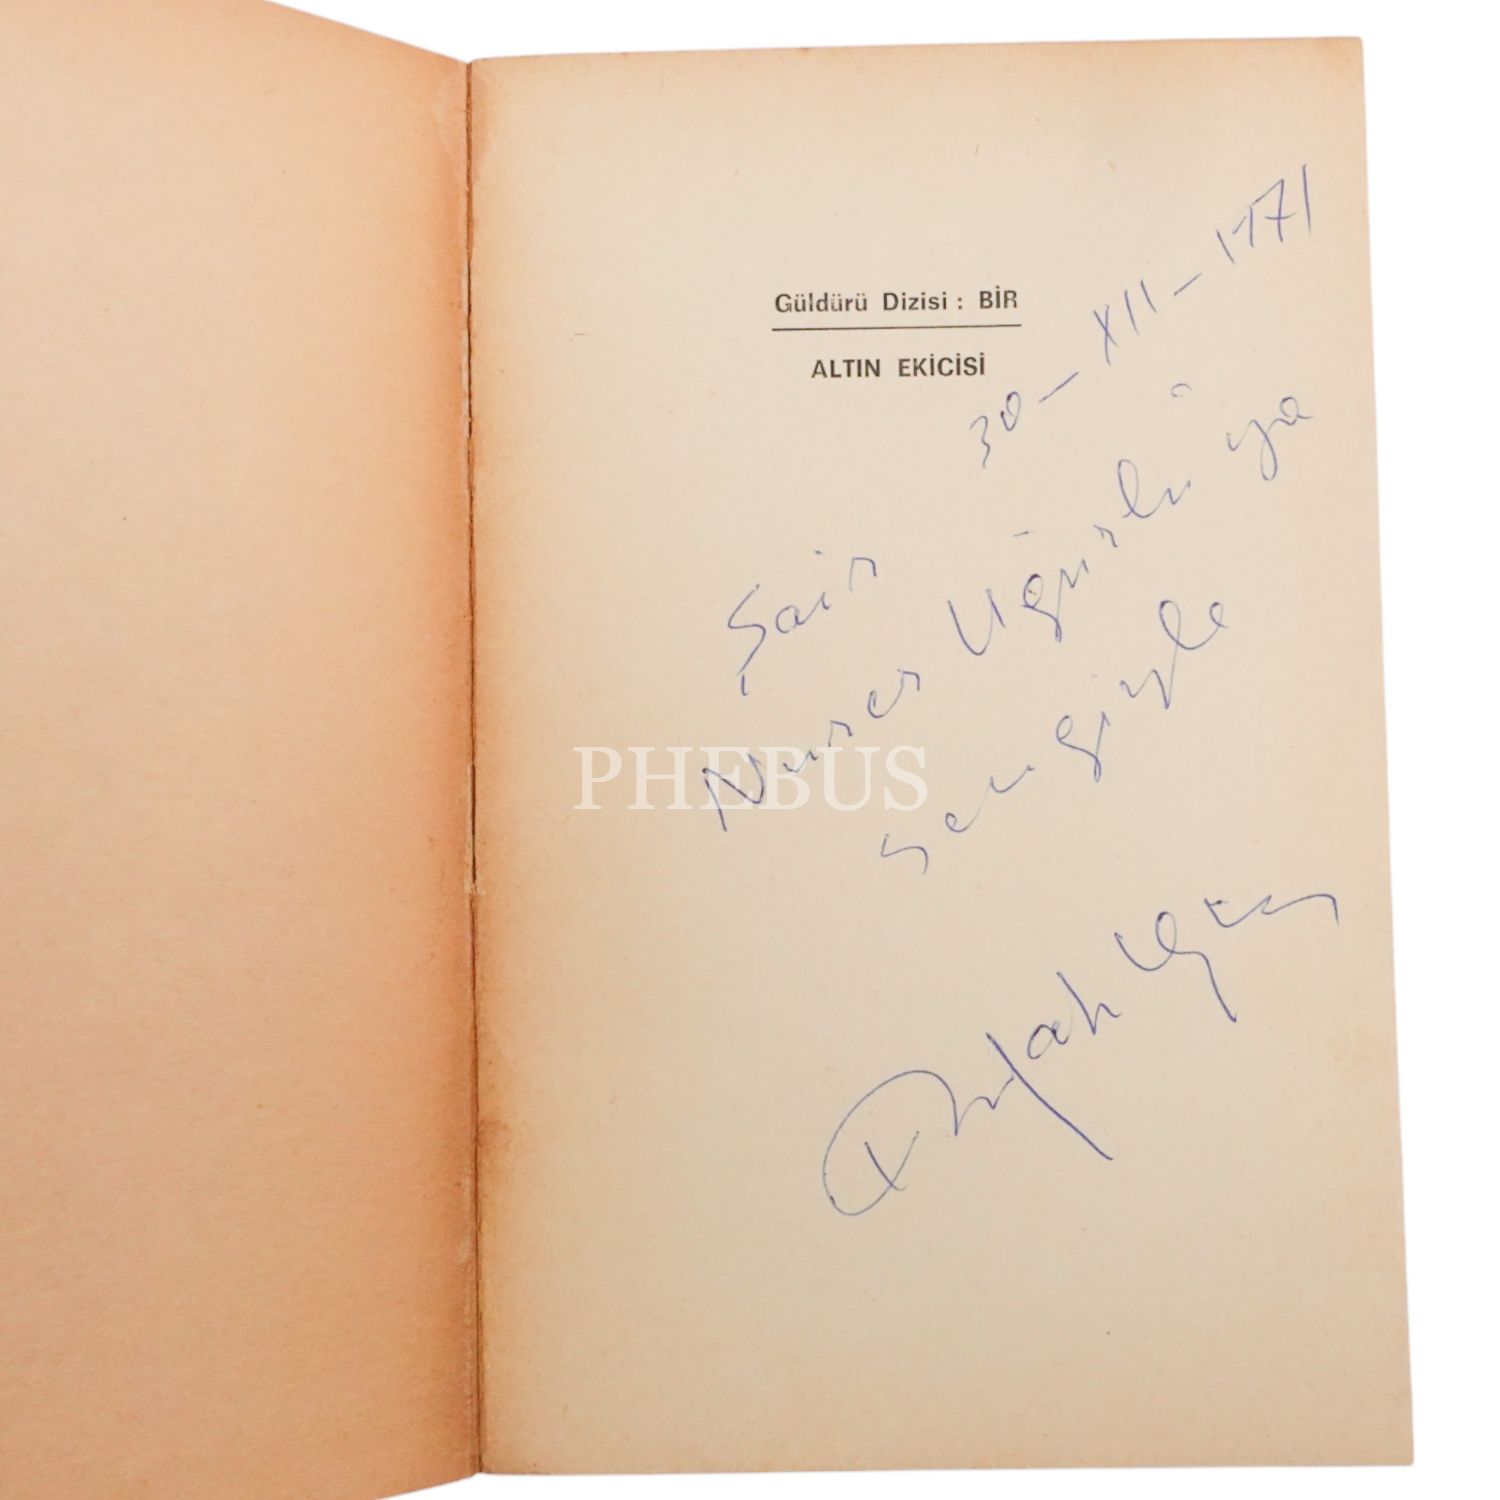 Güldürü Dizisi : BİR
ALTIN EKİCİSİ
30 - XII - 1971
Şair
Nurer Uğurlu'ya
sevgiyle
PHEBUS